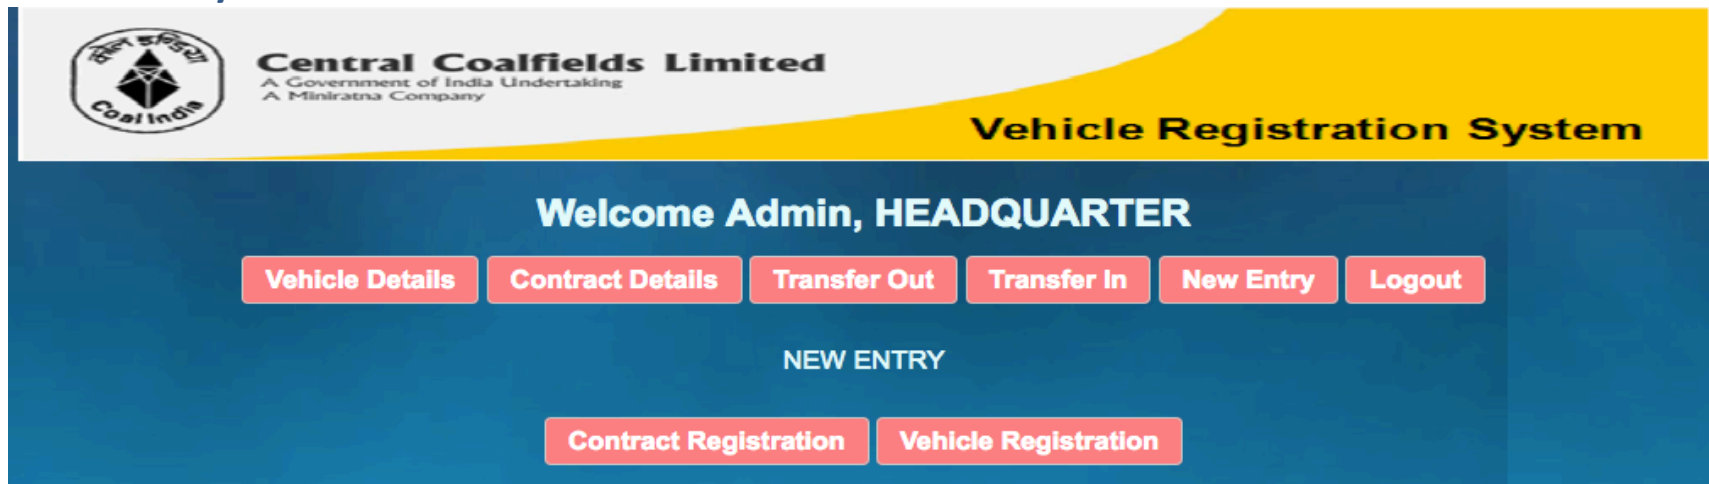 कोल इण्डिया
Coal India
Central Coalfields Limited
A Government of India Undertaking
A Miniratna Company
Vehicle Registration System
Welcome Admin, HEADQUARTER
Vehicle Details Contract Details Transfer Out Transfer In New Entry Logout
NEW ENTRY
Contract Registration Vehicle Registration